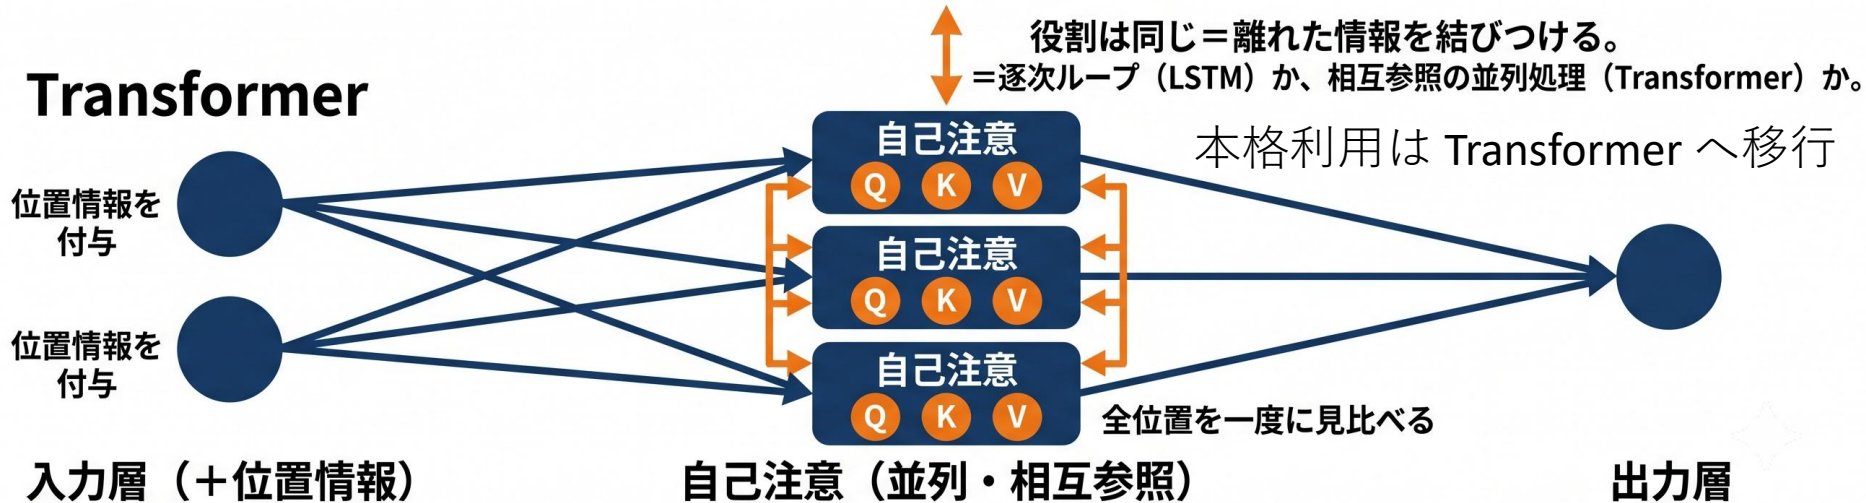 役割は同じ＝離れた情報を結びつける。
＝逐次ループ（LSTM）か、相互参照の並列処理（Transformer）か。
Transformer
本格利用は Transformer へ移行
位置情報を
付与
位置情報を
付与
自己注意
Q K V
自己注意
Q K V
自己注意
Q K V
全位置を一度に見比べる
入力層（＋位置情報）
自己注意（並列・相互参照）
出力層